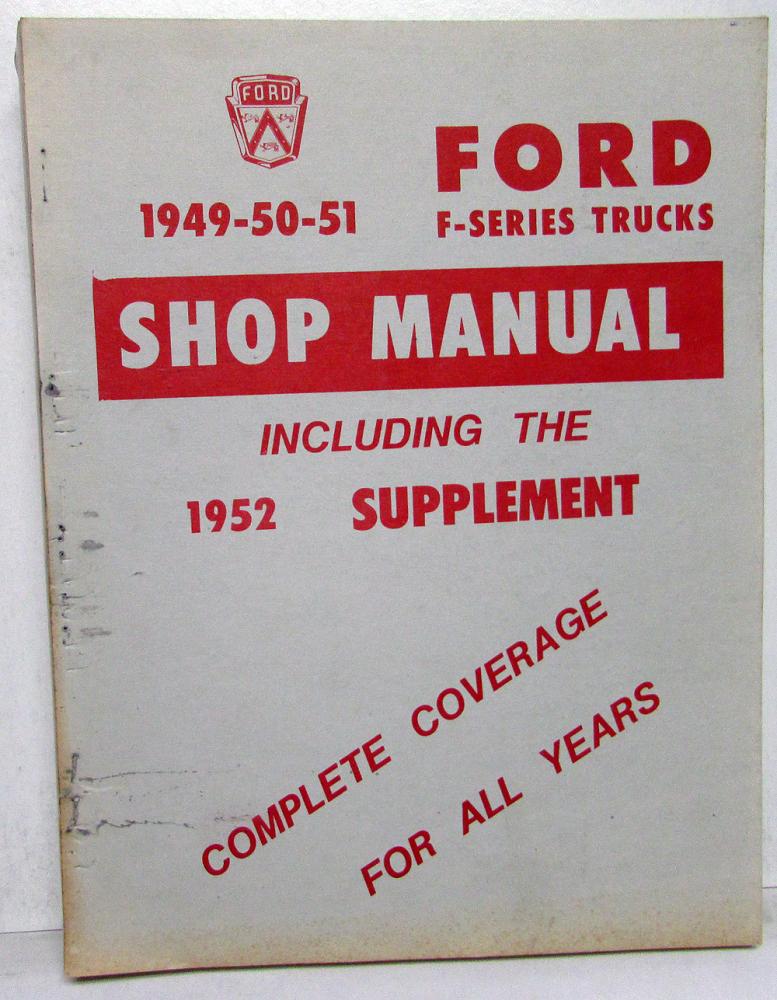 FORD
FORD
1949-50-51
F-SERIES TRUCKS
SHOP MANUAL
INCLUDING THE
1952 SUPPLEMENT
COMPLETE COVERAGE
FOR ALL YEARS